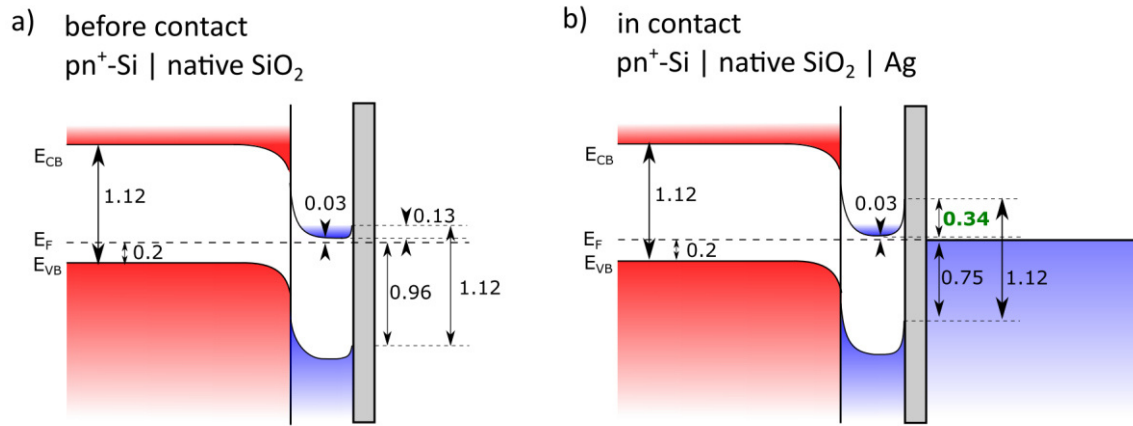 a) before contact
pn⁺-Si | native SiO₂
E_CB
1.12
0.03
0.13
E_F
0.2
E_VB
0.96
1.12
b) in contact
pn⁺-Si | native SiO₂ | Ag
E_CB
1.12
0.03
0.34
E_F
0.2
E_VB
0.75
1.12